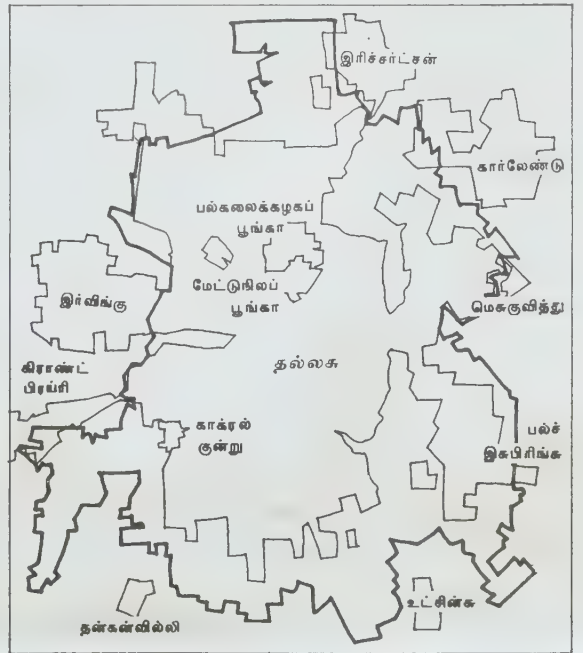 இரிச்சர்ட்சன்
கார்லேண்டு
பல்கலைக்கழகப்
பூங்கா
மேட்டுநிலப்
பூங்கா
இர்விங்கு
மெசுகுவித்து
தல்லசு
கிராண்ட்
பிரய்ரி
காக்ரல்
குன்று
பல்ச்
இசுபிரிங்சு
உட்சின்சு
தன்கன்வில்லி